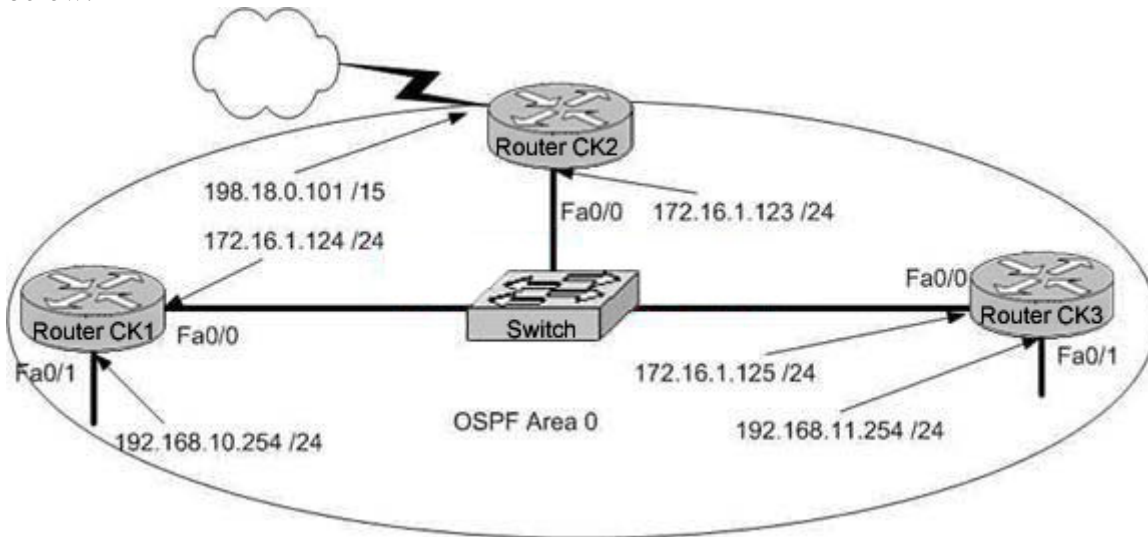 Router CK2
198.18.0.101 /15
Fa0/0
172.16.1.123 /24
172.16.1.124 /24
Fa0/0
Router CK1
Fa0/0
Switch
Router CK3
Fa0/1
Fa0/1
172.16.1.125 /24
OSPF Area 0
192.168.10.254 /24
192.168.11.254 /24